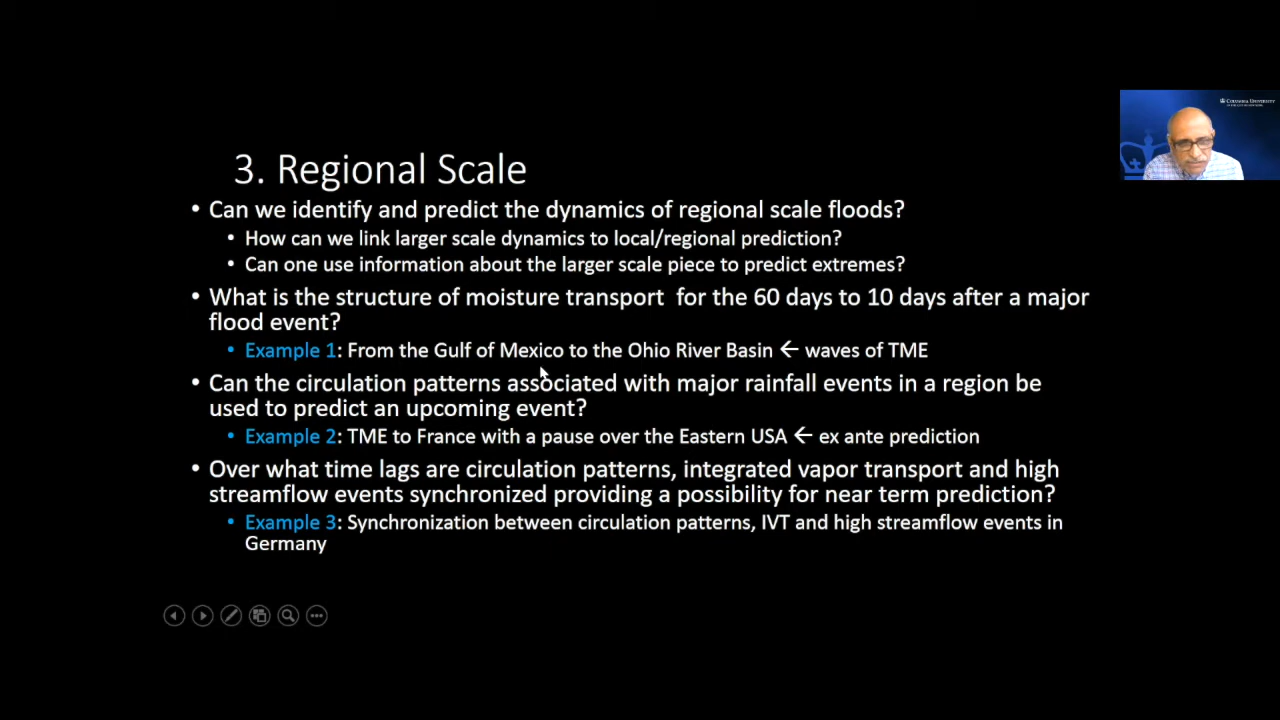 COLUMBIA UNIVERSITY
3. Regional Scale
• Can we identify and predict the dynamics of regional scale floods?
• How can we link larger scale dynamics to local/regional prediction?
• Can one use information about the larger scale piece to predict extremes?
• What is the structure of moisture transport for the 60 days to 10 days after a major
flood event?
• Example 1: From the Gulf of Mexico to the Ohio River Basin ← waves of TME
• Can the circulation patterns associated with major rainfall events in a region be
used to predict an upcoming event?
• Example 2: TME to France with a pause over the Eastern USA ← ex ante prediction
• Over what time lags are circulation patterns, integrated vapor transport and high
streamflow events synchronized providing a possibility for near term prediction?
• Example 3: Synchronization between circulation patterns, IVT and high streamflow events in
Germany